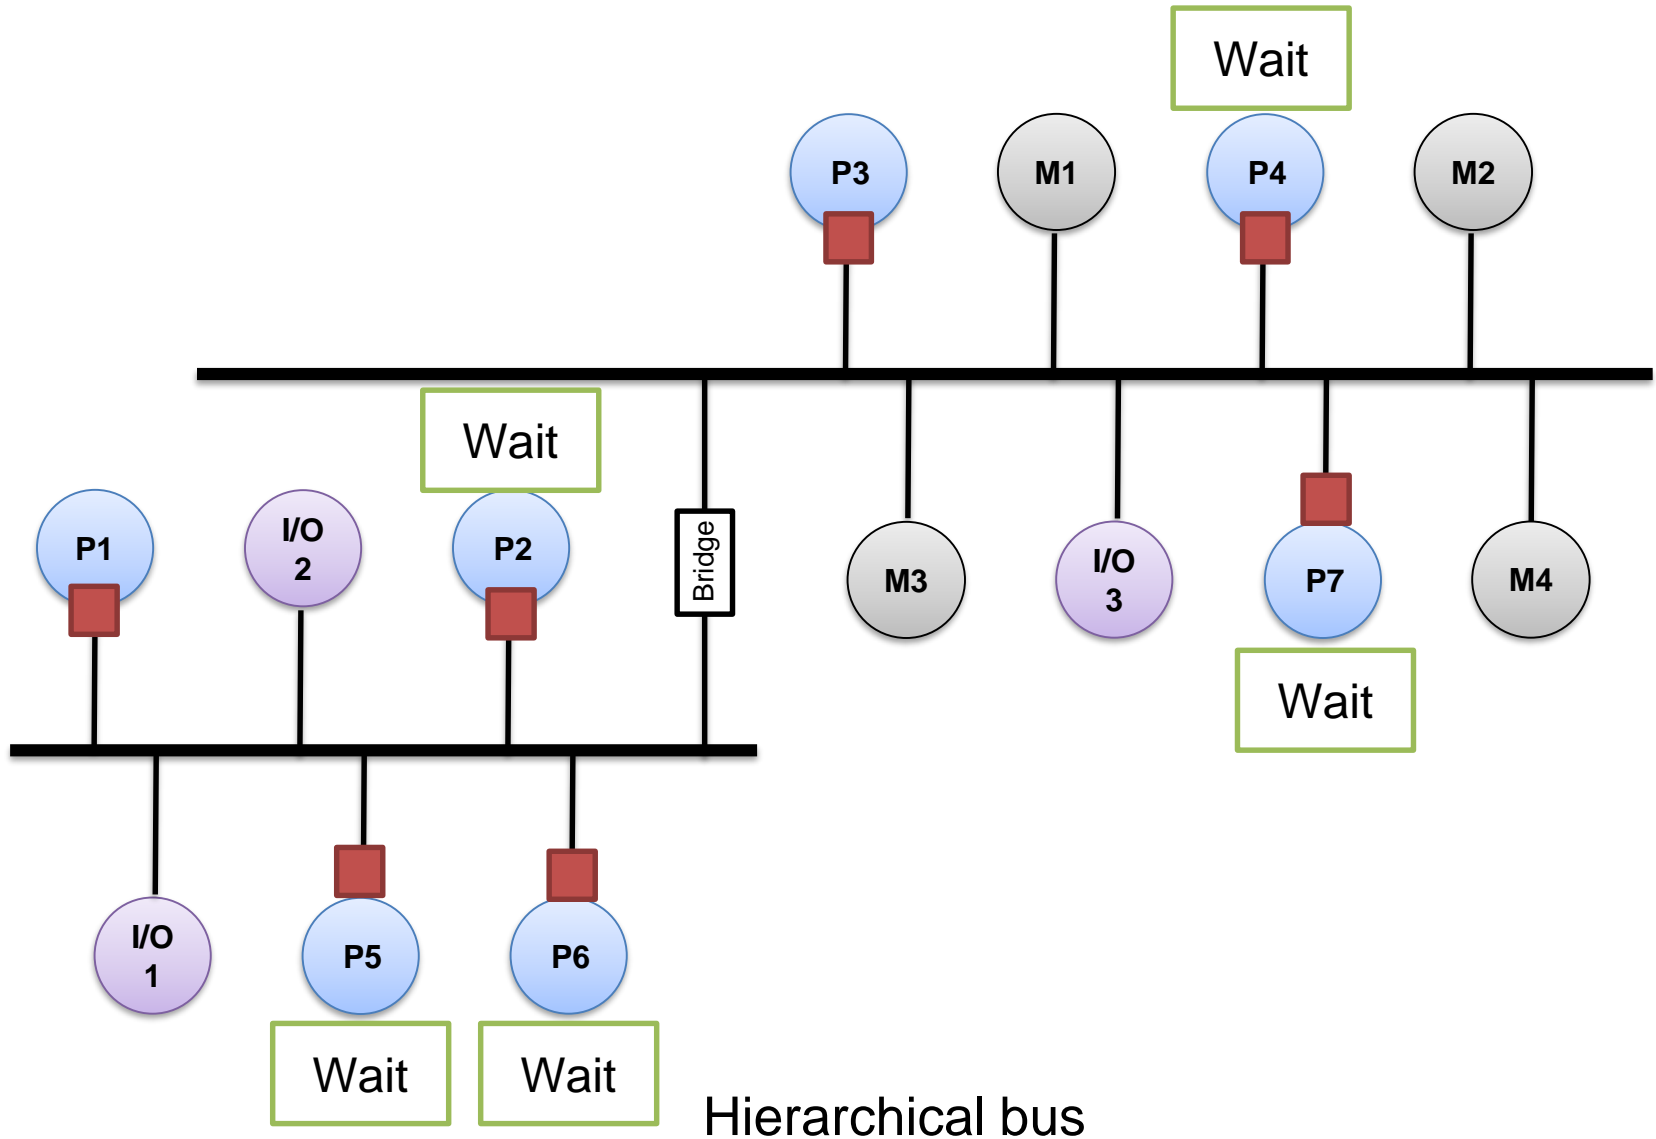 Wait
P3
M1
P4
M2
Wait
P1
I/O
2
P2
Bridge
M3
I/O
3
P7
M4
Wait
I/O
1
P5
P6
Wait
Wait
Hierarchical bus